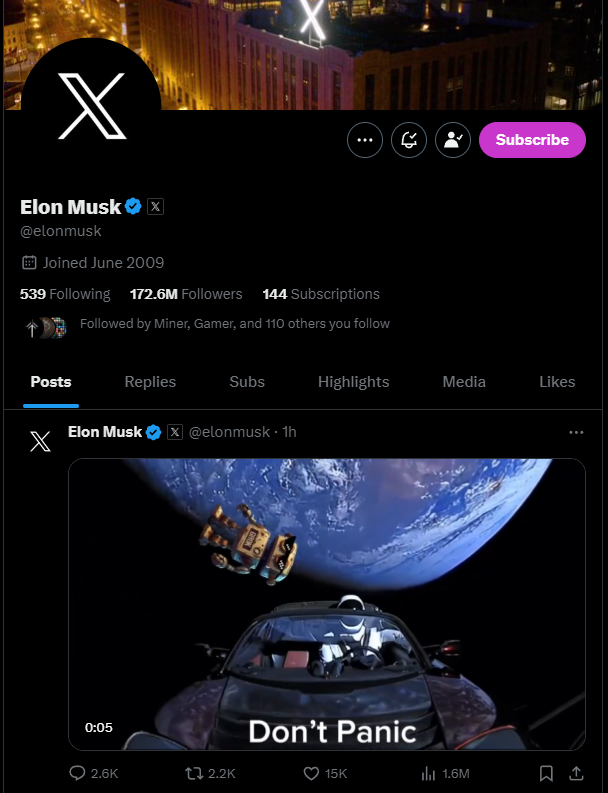 Subscribe
Elon Musk
@elonmusk
Joined June 2009
539 Following 172.6M Followers 144 Subscriptions
Followed by Miner, Gamer, and 110 others you follow
Posts Replies Subs Highlights Media Likes
Elon Musk @elonmusk · 1h
0:05
Don't Panic
2.6K 2.2K 15K 1.6M